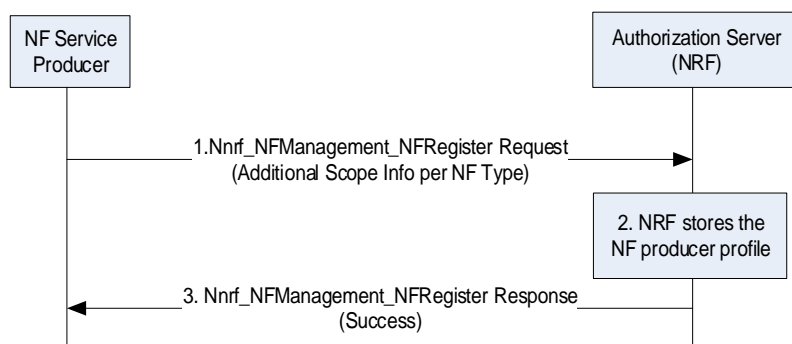 NF Service
Producer
Authorization Server
(NRF)
1.Nnrf_NFManagement_NFRegister Request
(Additional Scope Info per NF Type)
2. NRF stores the
NF producer profile
3. Nnrf_NFManagement_NFRegister Response
(Success)